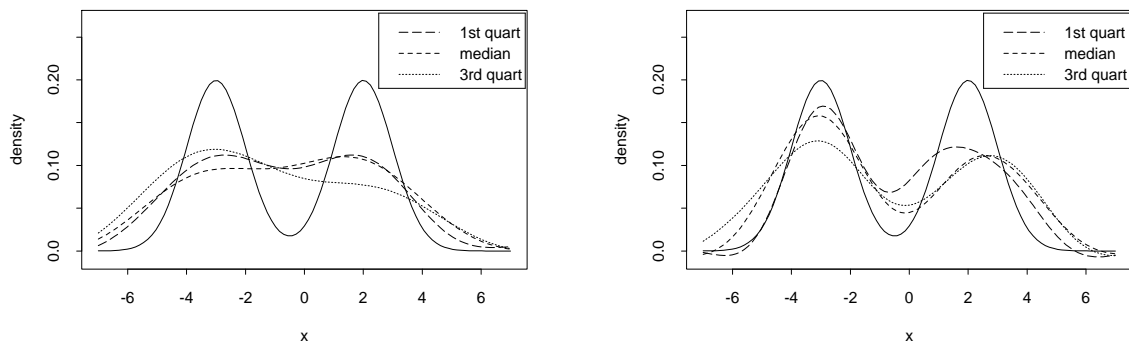 1st quart
median
3rd quart
density
0.20
0.10
0.0
-6 -4 -2 0 2 4 6
x
1st quart
median
3rd quart
density
0.20
0.10
0.0
-6 -4 -2 0 2 4 6
x